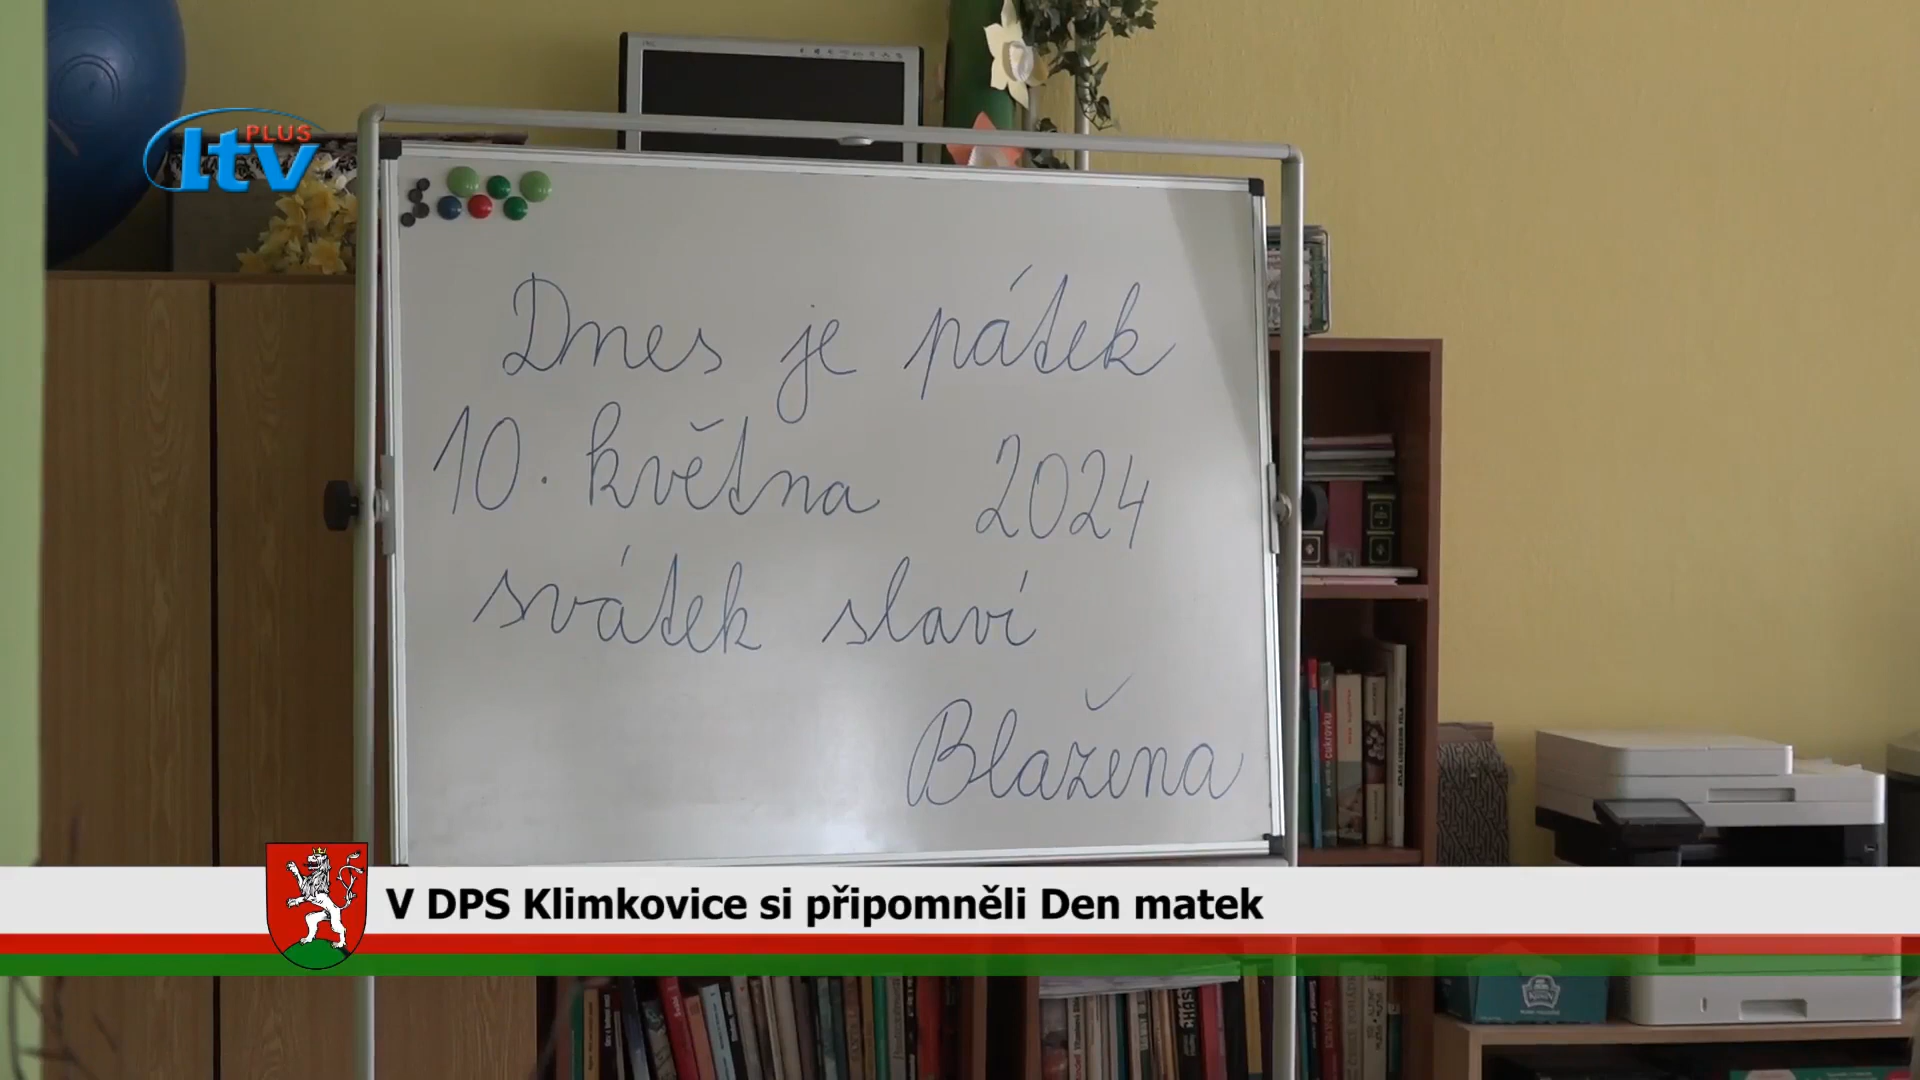 LTV PLUS
Dnes je pátek
10. května 2024
svátek slaví
Blažena
V DPS Klimkovice si připomněli Den matek